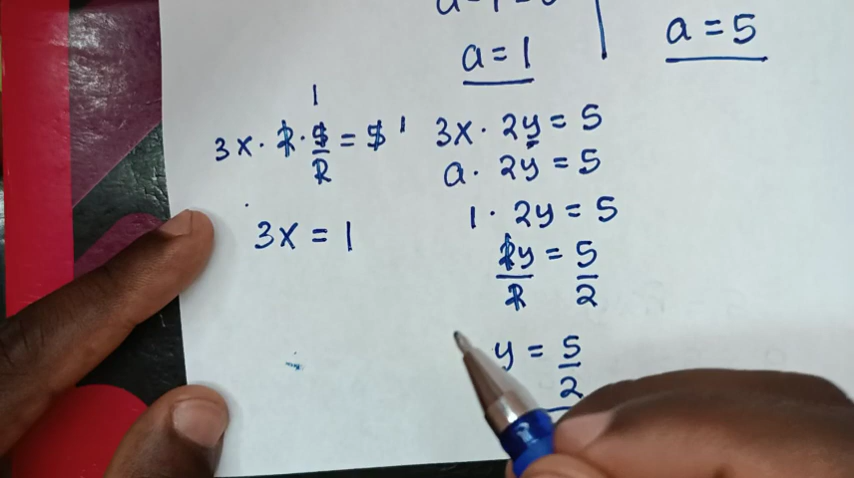 a = 1
a = 5
1
3x · 2 · 5/2 = 5 1
3x = 1
3x · 2y = 5
a · 2y = 5
1 · 2y = 5
2y/2 = 5/2
y = 5/2